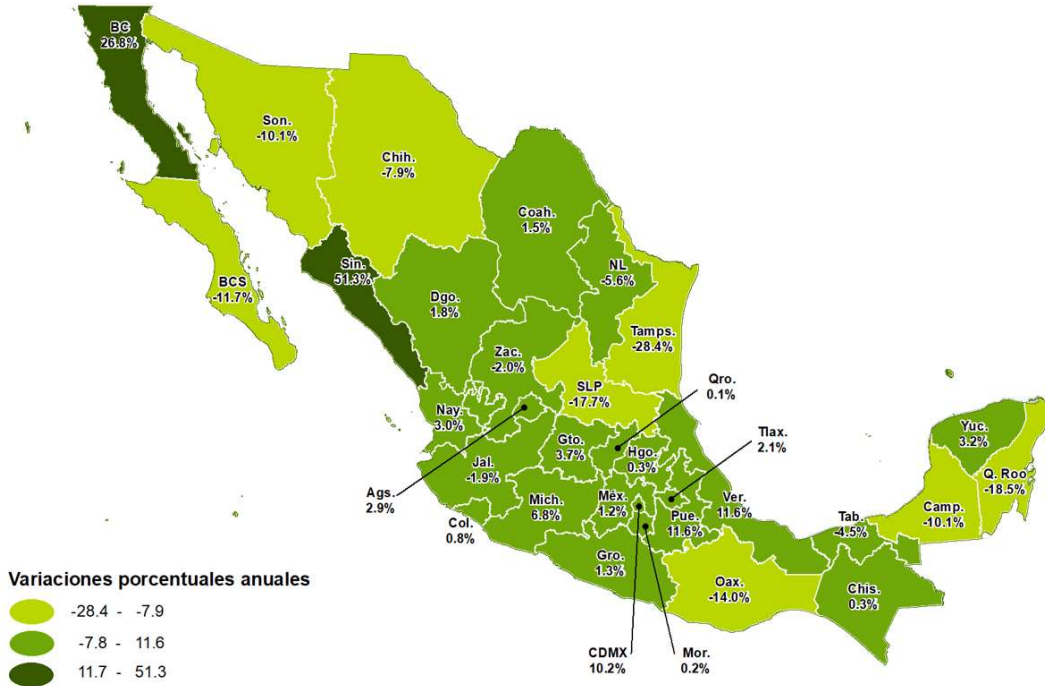 BC
26.8%
Son.
-10.1%
Chih.
-7.9%
Coah.
1.5%
NL
-5.6%
Sin.
51.3%
BCS
-11.7%
Dgo.
1.8%
Tamps.
-28.4%
Zac.
-2.0%
SLP
-17.7%
Qro.
0.1%
Nay.
3.0%
Gto.
3.7%
Hgo.
0.3%
Tlax.
2.1%
Yuc.
3.2%
Q. Roo
-18.5%
Jal.
-1.9%
Ags.
2.9%
Mich.
6.8%
Méx.
1.2%
Pue.
11.6%
Ver.
11.6%
Tab.
-4.5%
Camp.
-10.1%
Col.
0.8%
Gro.
1.3%
Oax.
-14.0%
Chis.
0.3%
CDMX
10.2%
Mor.
0.2%
Variaciones porcentuales anuales
-28.4 - -7.9
-7.8 - 11.6
11.7 - 51.3